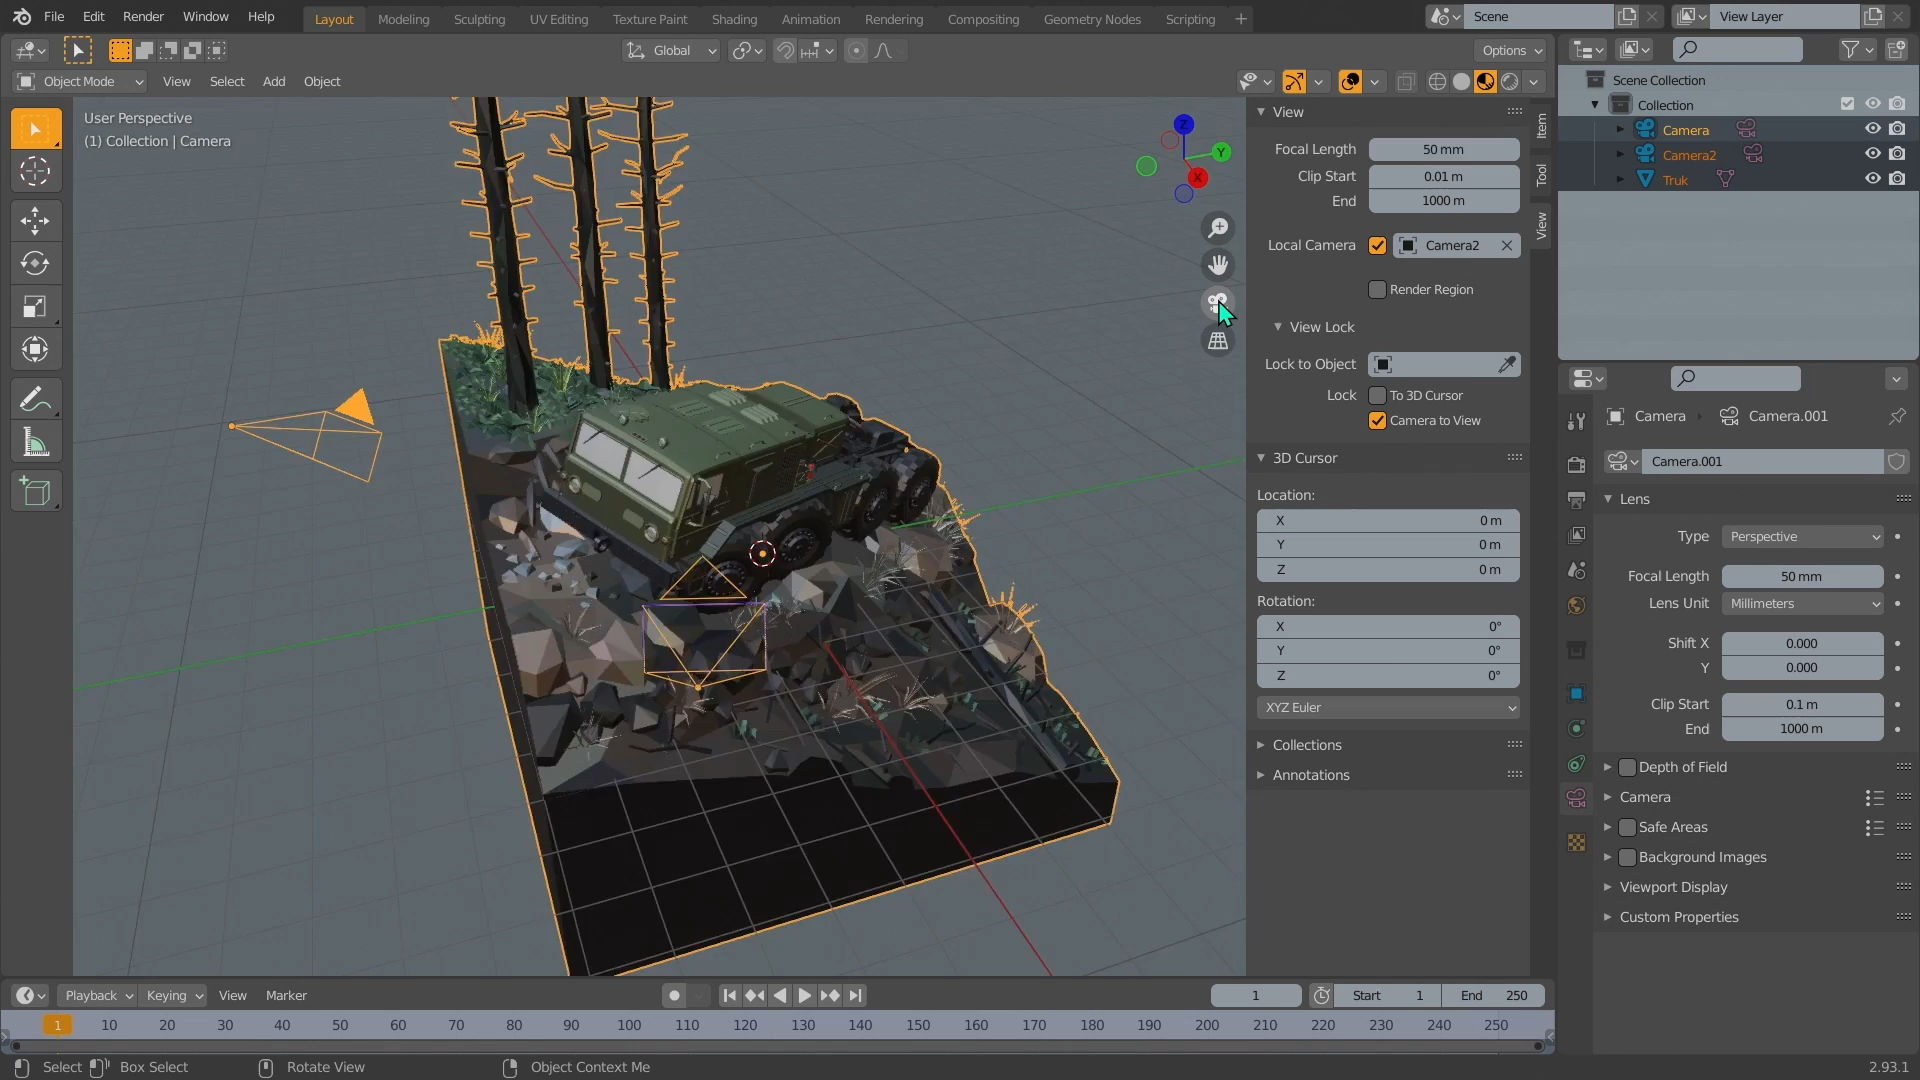 File Edit Render Window Help Layout Modeling Sculpting UV Editing Texture Paint Shading Animation Rendering Compositing Geometry Nodes Scripting + Scene View Layer
Global Options
Object Mode View Select Add Object
User Perspective
(1) Collection | Camera
Z
Y
X
View
Focal Length 50 mm
Clip Start 0.01 m
End 1000 m
Local Camera Camera2
Render Region
View Lock
Lock to Object
Lock To 3D Cursor
Camera to View
3D Cursor
Location:
X 0 m
Y 0 m
Z 0 m
Rotation:
X 0°
Y 0°
Z 0°
XYZ Euler
Collections
Annotations
Item
Tool
View
Scene Collection
Collection
Camera
Camera2
Truk
Camera Camera.001
Camera.001
Lens
Type Perspective
Focal Length 50 mm
Lens Unit Millimeters
Shift X 0.000
Y 0.000
Clip Start 0.1 m
End 1000 m
Depth of Field
Camera
Safe Areas
Background Images
Viewport Display
Custom Properties
Playback Keying View Marker 1 Start 1 End 250
1 10 20 30 40 50 60 70 80 90 100 110 120 130 140 150 160 170 180 190 200 210 220 230 240 250
Select Box Select Rotate View Object Context Me 2.93.1